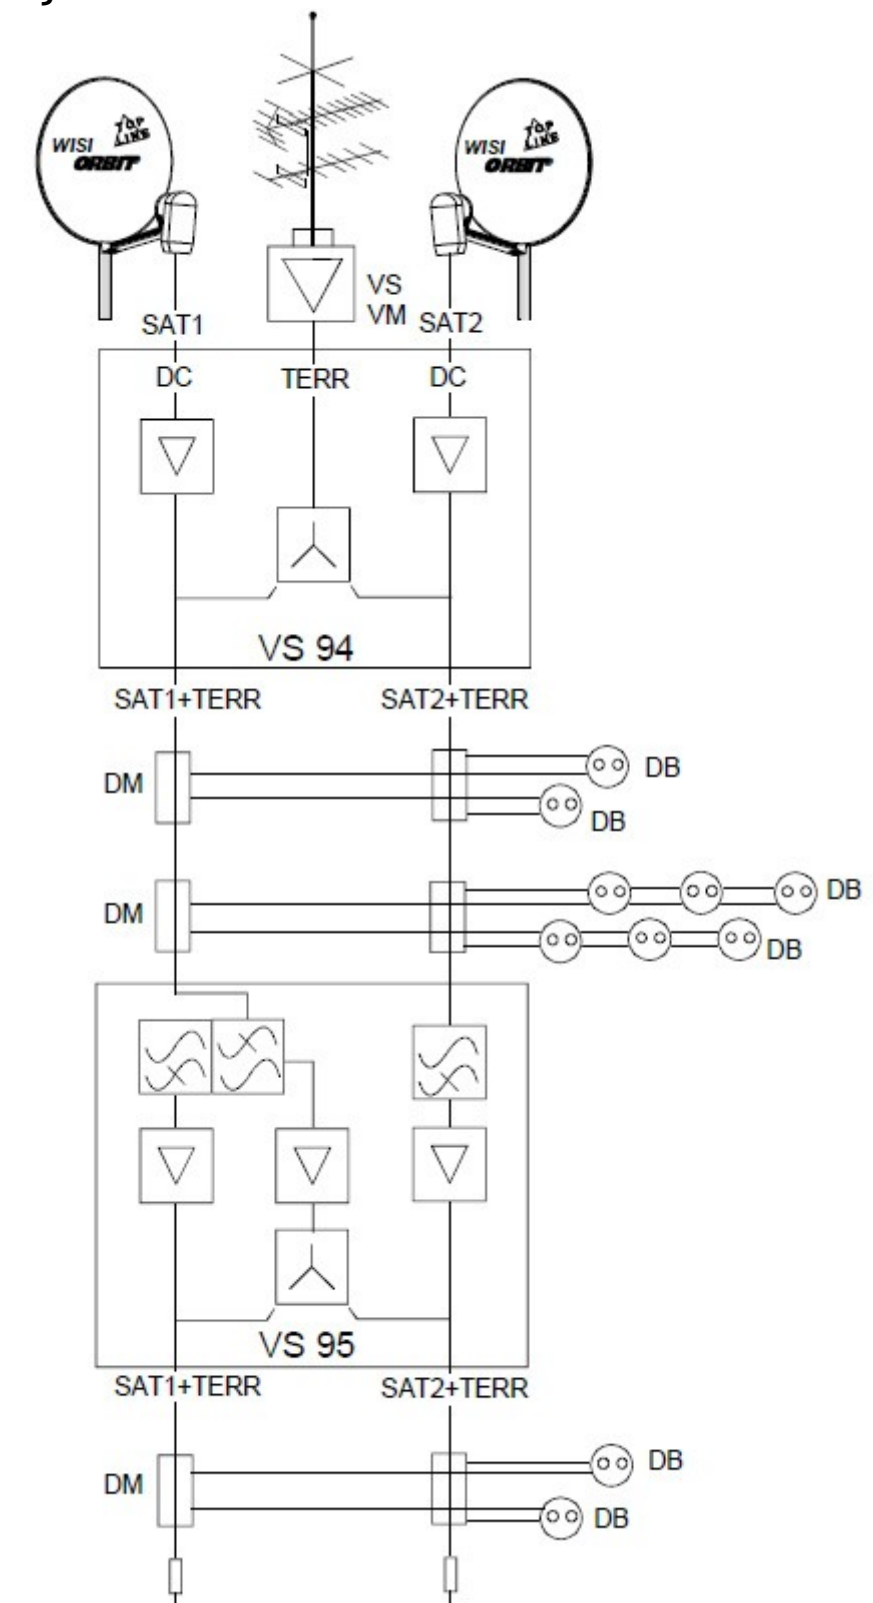 WISI
TOP
LINE
ORBIT
WISI
TOP
LINE
ORBIT
VS
VM
SAT1
SAT2
DC
TERR
DC
VS 94
SAT1+TERR
SAT2+TERR
DM
DB
DB
DM
DB
DB
VS 95
SAT1+TERR
SAT2+TERR
DM
DB
DB